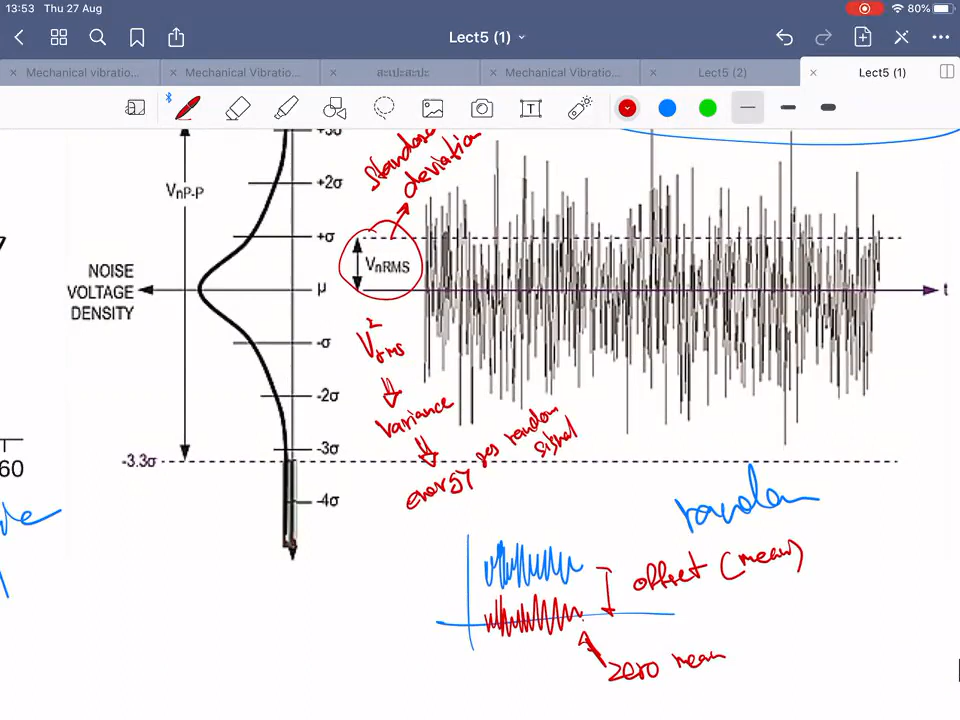 13:53 Thu 27 Aug
80%
Lect5 (1)
Mechanical vibratio...
Mechanical Vibratio...
Mechanical Vibratio...
Lect5 (2)
Lect5 (1)
T
+3σ
standard
deviation
VnP-P
+2σ
+σ
VnRMS
NOISE
VOLTAGE
DENSITY
μ
t
-σ
V²rms
-2σ
variance
-3σ
-3.3σ
60
energy
random
signal
-4σ
random
offset (mean)
zero mean